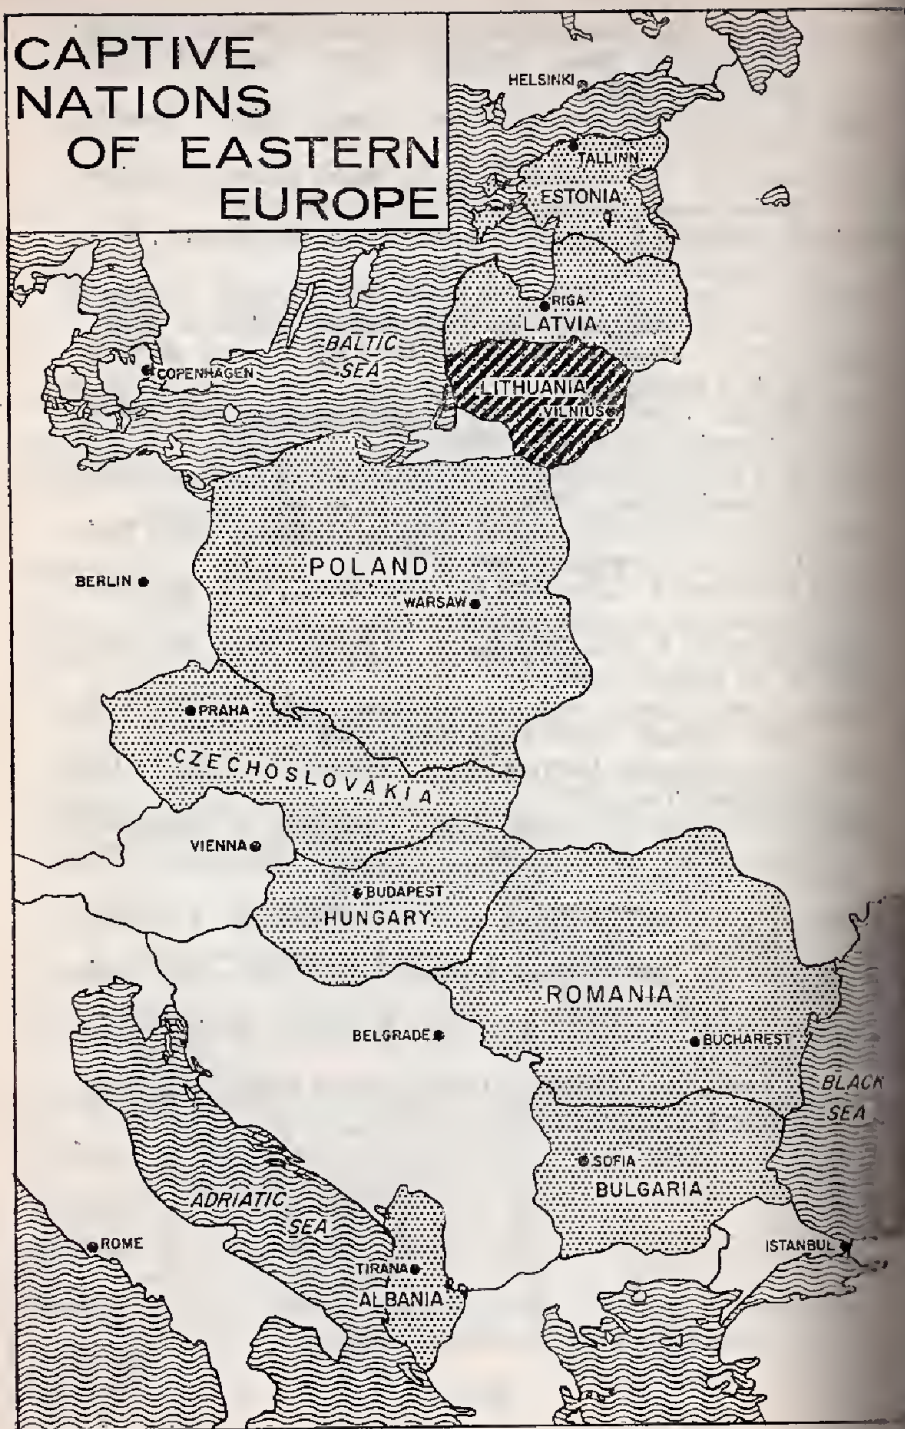 CAPTIVE
NATIONS
OF EASTERN
EUROPE
HELSINKI
TALLINN
ESTONIA
RIGA
LATVIA
BALTIC
SEA
COPENHAGEN
LITHUANIA
VILNIUS
POLAND
BERLIN
WARSAW
PRAHA
CZECHOSLOVAKIA
VIENNA
BUDAPEST
HUNGARY
ROMANIA
BELGRADE
BUCHAREST
BLACK
SEA
SOFIA
BULGARIA
ADRIATIC
SEA
ROME
ISTANBUL
TIRANA
ALBANIA